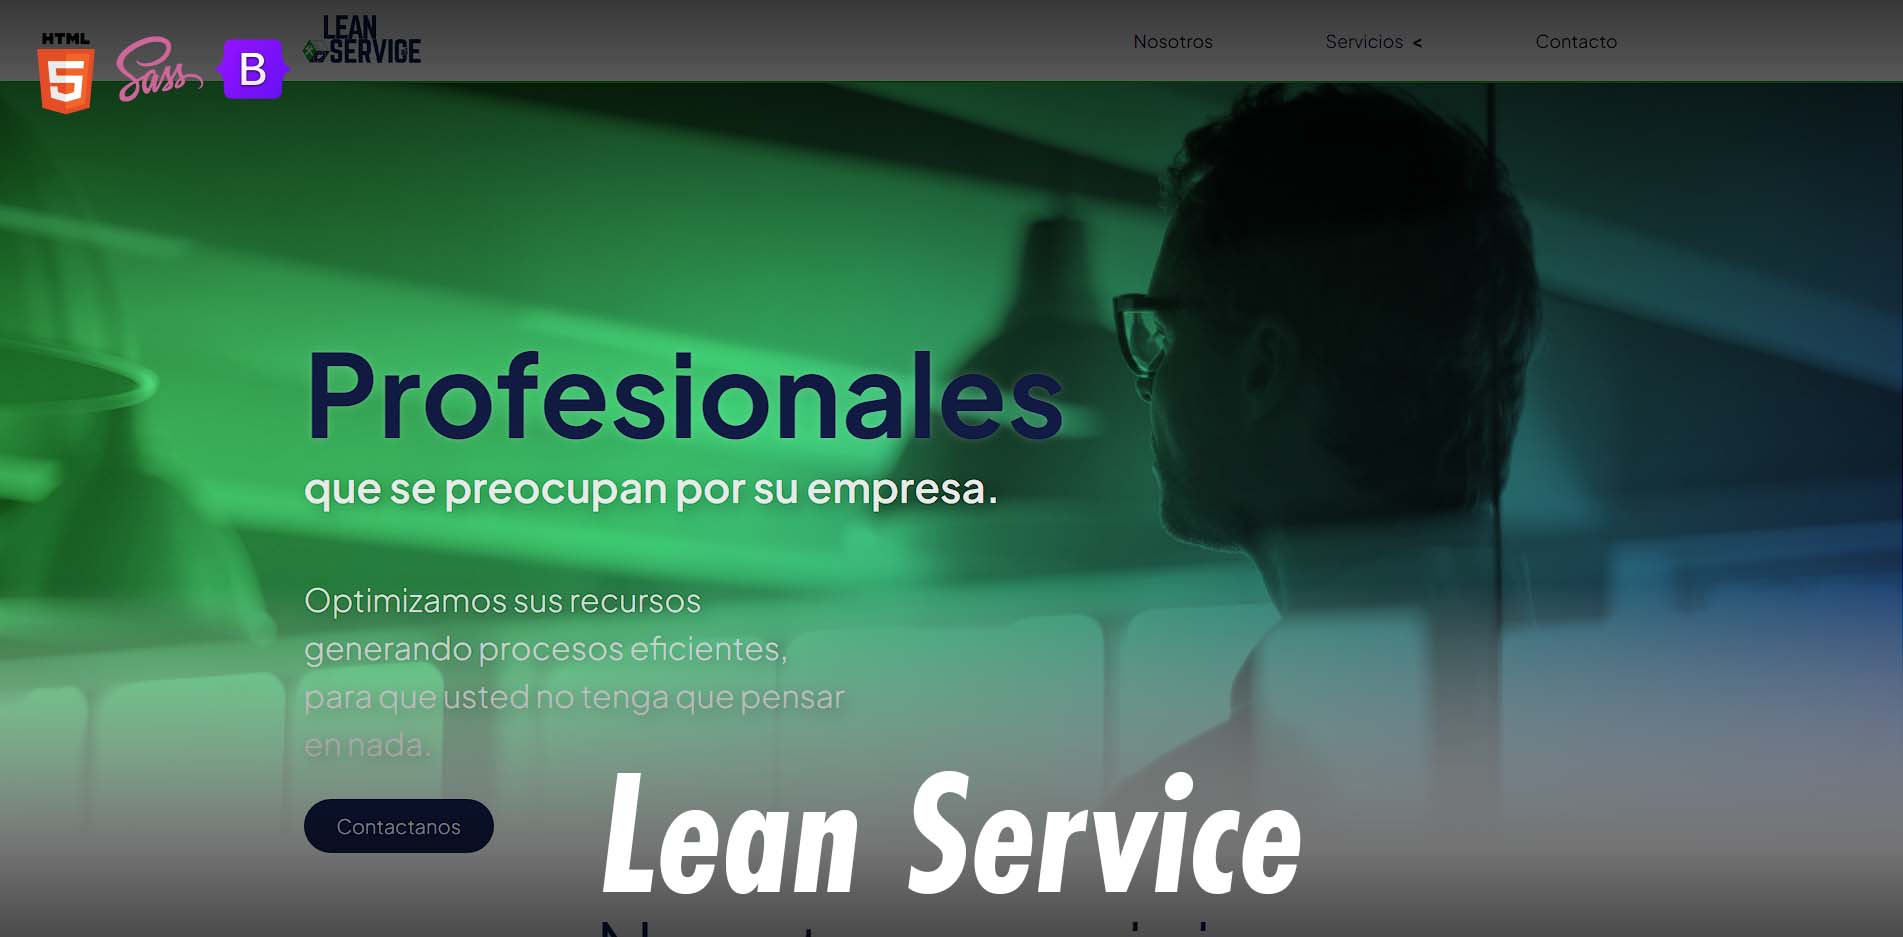 HTML
5
Sass
B
LEAN
SERVICE
Nosotros
Servicios <
Contacto
Profesionales
que se preocupan por su empresa.
Optimizamos sus recursos
generando procesos eficientes,
para que usted no tenga que pensar
en nada.
Contactanos
Lean Service